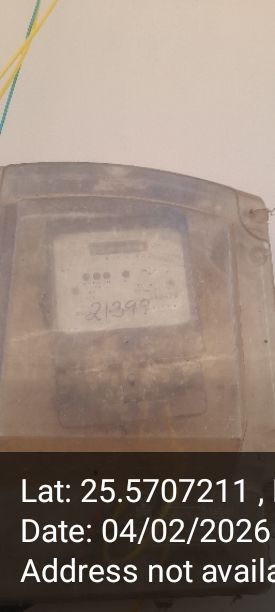 21399
Lat: 25.5707211 ,
Date: 04/02/2026
Address not availa